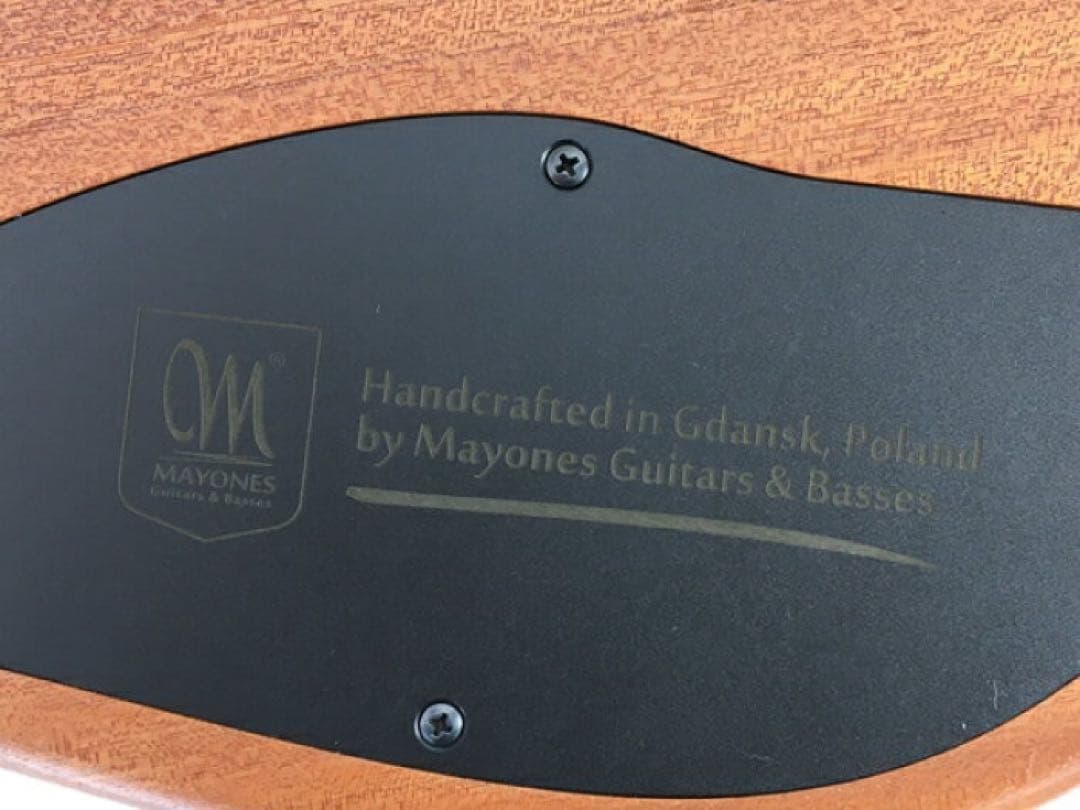 M®
MAYONES
Guitars & Basses
Handcrafted in Gdansk, Poland
by Mayones Guitars & Basses